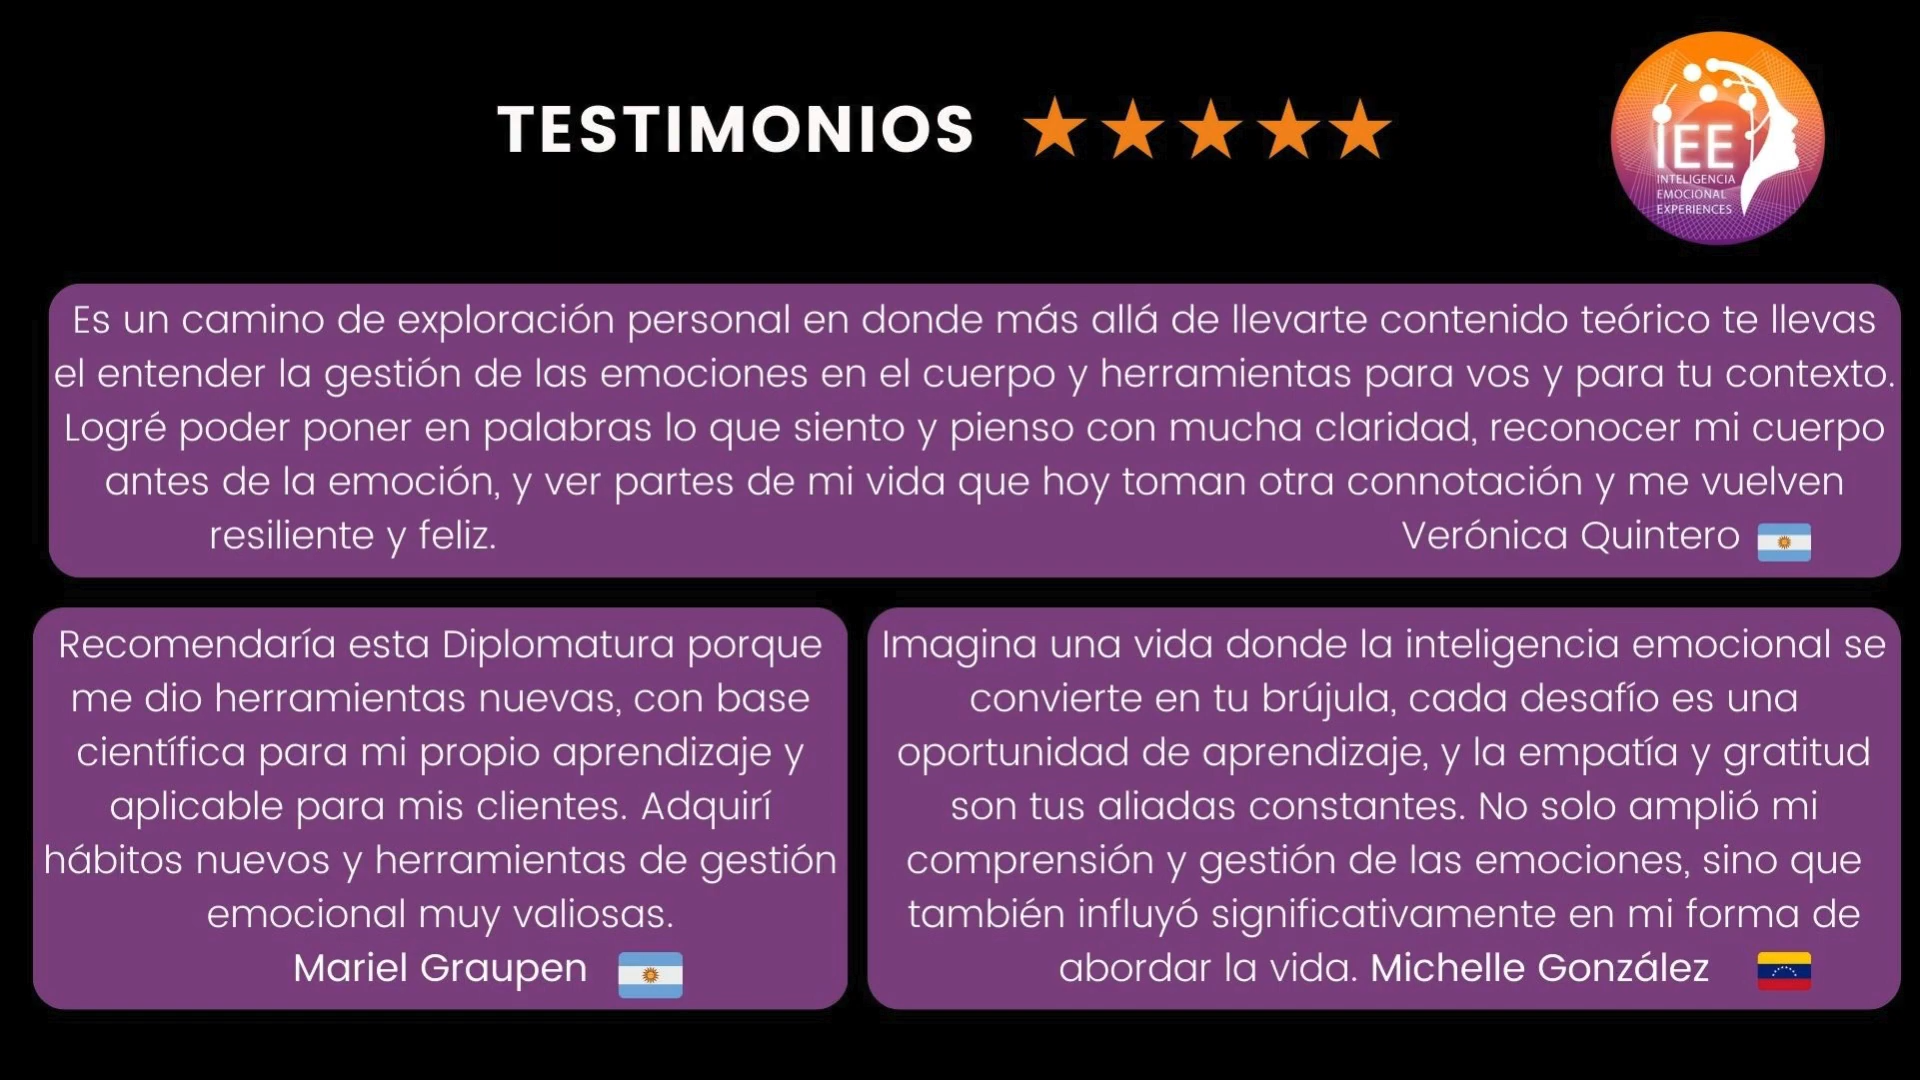 TESTIMONIOS
iEE
INTELIGENCIA
EMOCIONAL
EXPERIENCES
Es un camino de exploración personal en donde más allá de llevarte contenido teórico te llevas
el entender la gestión de las emociones en el cuerpo y herramientas para vos y para tu contexto.
Logré poder poner en palabras lo que siento y pienso con mucha claridad, reconocer mi cuerpo
antes de la emoción, y ver partes de mi vida que hoy toman otra connotación y me vuelven
resiliente y feliz. Verónica Quintero
Recomendaría esta Diplomatura porque
me dio herramientas nuevas, con base
científica para mi propio aprendizaje y
aplicable para mis clientes. Adquirí
hábitos nuevos y herramientas de gestión
emocional muy valiosas.
Mariel Graupen
Imagina una vida donde la inteligencia emocional se
convierte en tu brújula, cada desafío es una
oportunidad de aprendizaje, y la empatía y gratitud
son tus aliadas constantes. No solo amplió mi
comprensión y gestión de las emociones, sino que
también influyó significativamente en mi forma de
abordar la vida. Michelle González